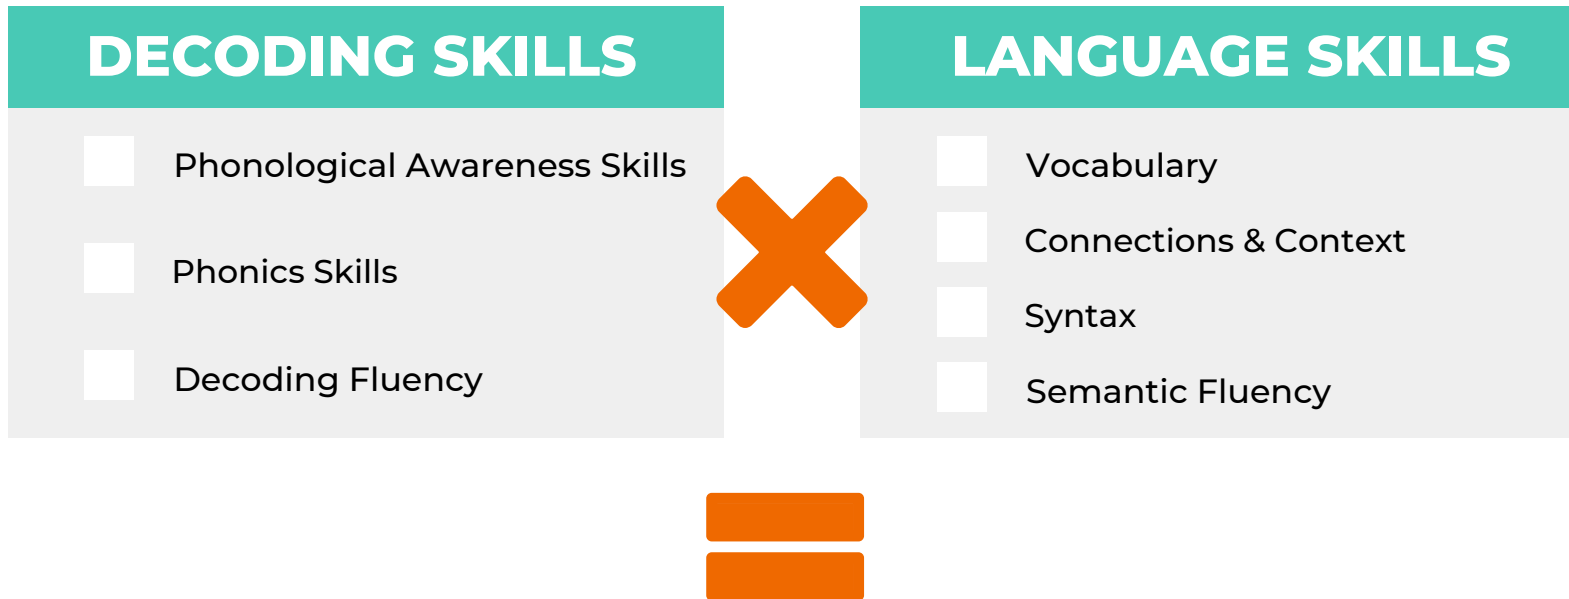 DECODING SKILLS
Phonological Awareness Skills
Phonics Skills
Decoding Fluency
LANGUAGE SKILLS
Vocabulary
Connections & Context
Syntax
Semantic Fluency